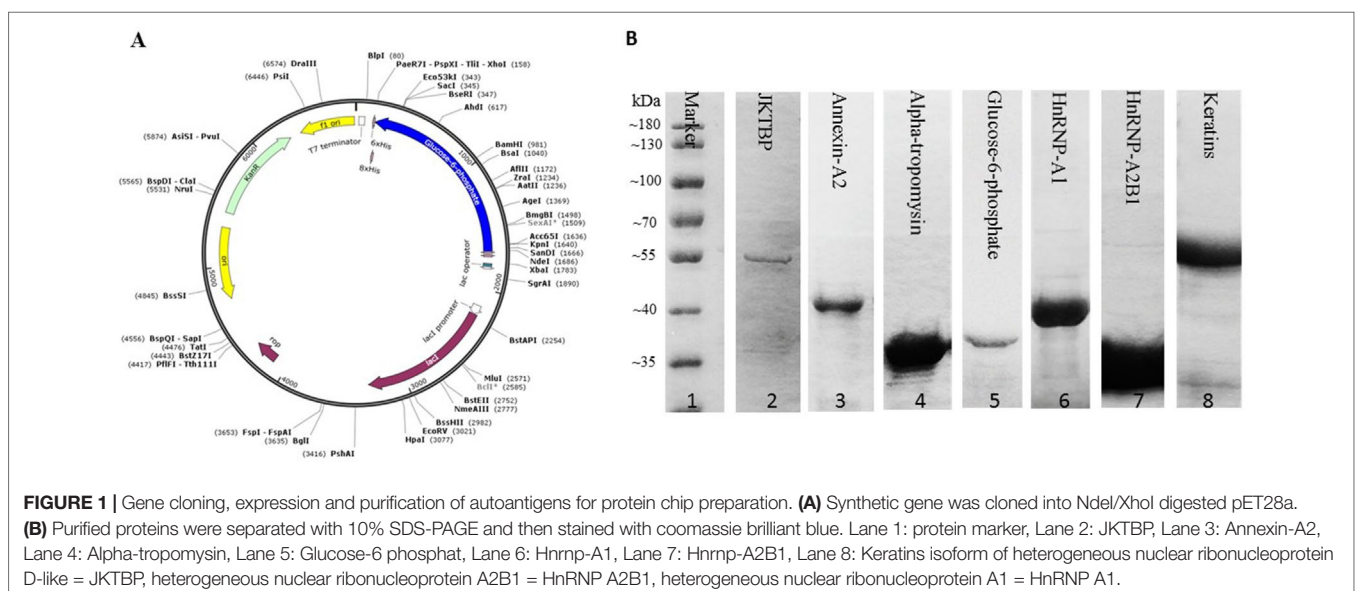 A
BlpI (80)
PaeR7I - PspXI - TliI - XhoI (158)
Eco53kI (343)
SacI (345)
BseRI (347)
AhdI (617)
BamHI (981)
BsaI (1040)
AflII (1172)
ZraI (1234)
AatII (1236)
AgeI (1369)
BmgBI (1498)
SexAI* (1509)
Acc65I (1636)
KpnI (1640)
SanDI (1666)
NdeI (1686)
XbaI (1783)
SgrAI (1890)
BstAPI (2254)
MluI (2571)
BclI* (2585)
BstEII (2752)
NmeAIII (2777)
BssHII (2982)
EcoRV (3021)
HpaI (3077)
(3416) PshAI
(3635) BglI
(3653) FspI - FspAI
(4417) PflFI - Tth111I
(4443) BstZ17I
(4476) TatI
(4556) BspQI - SapI
(4845) BssSI
(5531) NruI
(5565) BspDI - ClaI
(5874) AsiSI - PvuI
(6446) PsiI
(6574) DraIII
f1 ori
T7 terminator
6xHis
8xHis
Glucose-6-phosphate
lac operator
lacI promoter
lacI
rop
ori
KanR
1000
2000
3000
4000
5000
6000
B
kDa
~180
~130
~100
~70
~55
~40
~35
Marker
JKTBP
Annexin-A2
Alpha-tropomysin
Glucose-6-phosphate
HnRNP-A1
HnRNP-A2B1
Keratins
1 2 3 4 5 6 7 8
FIGURE 1 | Gene cloning, expression and purification of autoantigens for protein chip preparation. (A) Synthetic gene was cloned into NdeI/XhoI digested pET28a.
(B) Purified proteins were separated with 10% SDS-PAGE and then stained with coomassie brilliant blue. Lane 1: protein marker, Lane 2: JKTBP, Lane 3: Annexin-A2,
Lane 4: Alpha-tropomysin, Lane 5: Glucose-6 phosphat, Lane 6: Hnrnp-A1, Lane 7: Hnrrnp-A2B1, Lane 8: Keratins isoform of heterogeneous nuclear ribonucleoprotein
D-like = JKTBP, heterogeneous nuclear ribonucleoprotein A2B1 = HnRNP A2B1, heterogeneous nuclear ribonucleoprotein A1 = HnRNP A1.